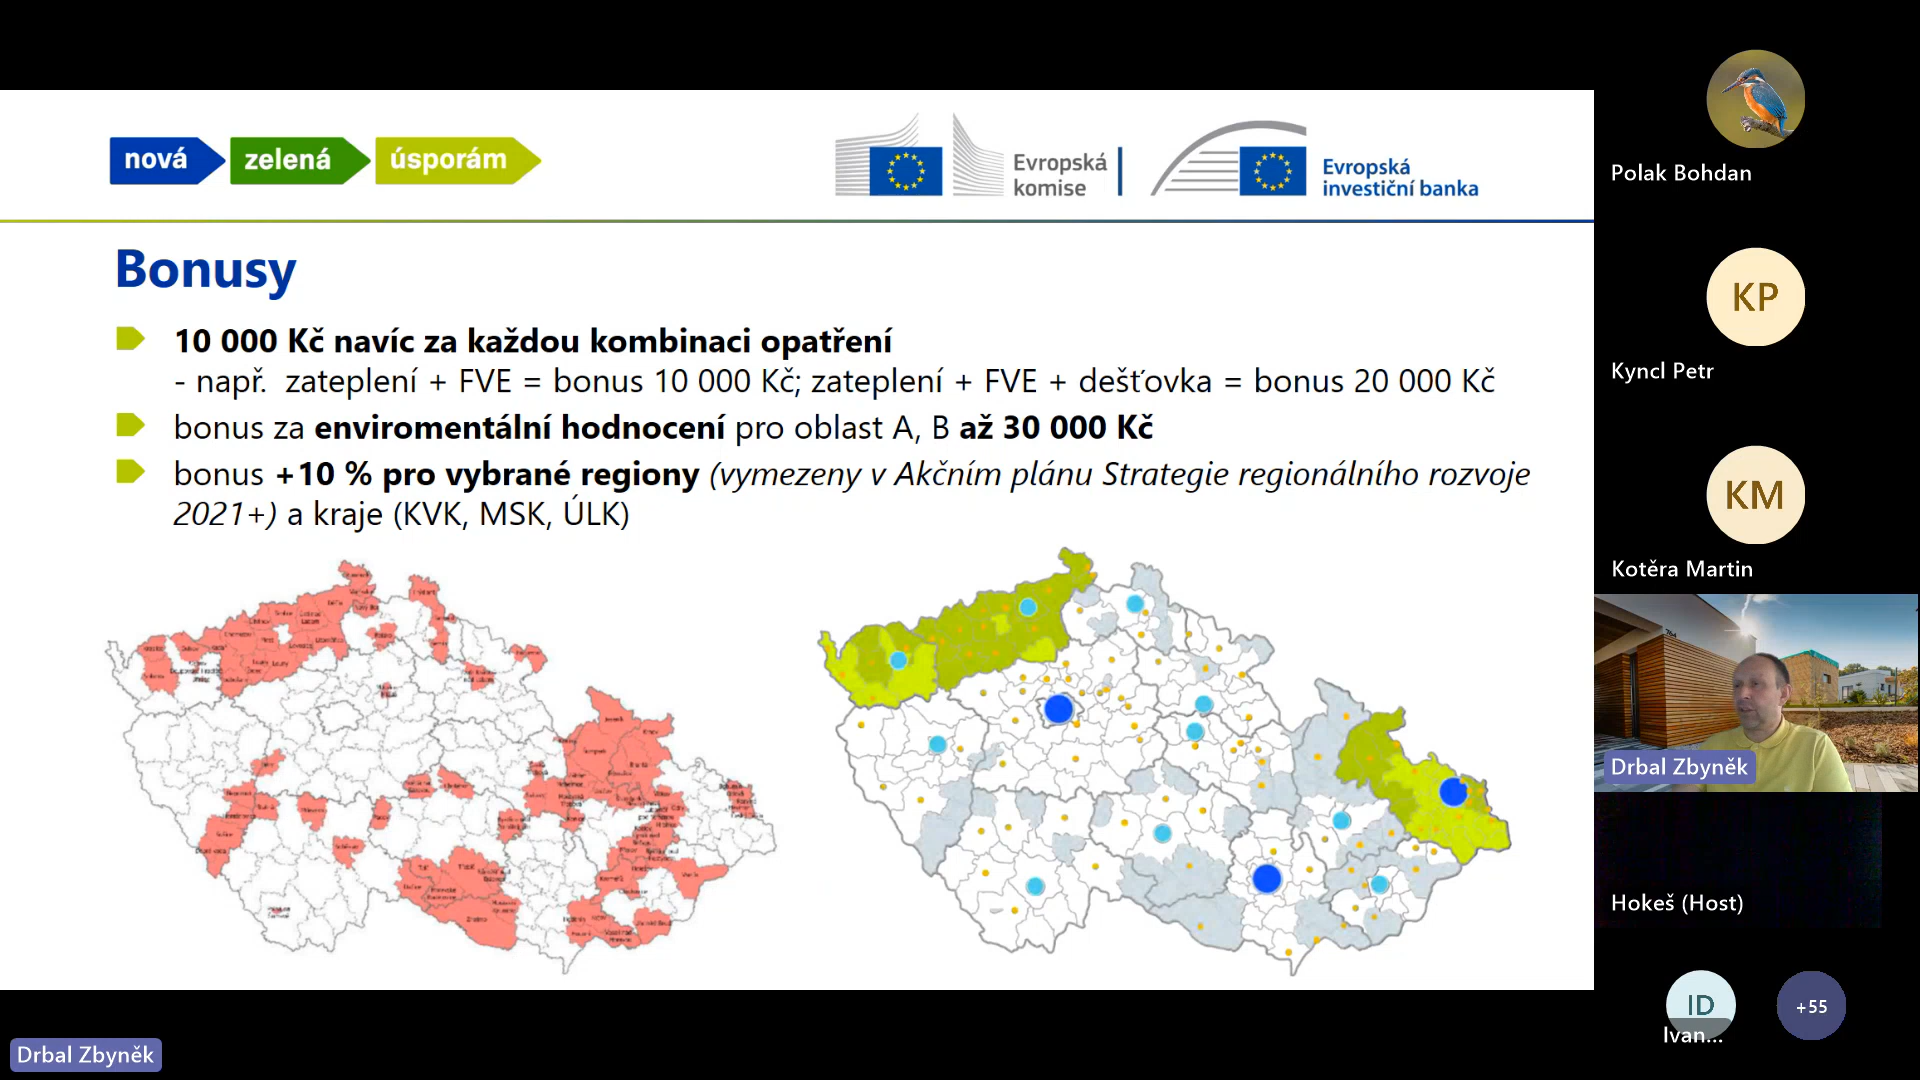 nová zelená úsporám
Evropská
komise
Evropská
investiční banka
Bonusy
10 000 Kč navíc za každou kombinaci opatření
- např. zateplení + FVE = bonus 10 000 Kč; zateplení + FVE + dešťovka = bonus 20 000 Kč
bonus za enviromentální hodnocení pro oblast A, B až 30 000 Kč
bonus +10 % pro vybrané regiony (vymezeny v Akčním plánu Strategie regionálního rozvoje
2021+) a kraje (KVK, MSK, ÚLK)
Polak Bohdan
KP
Kyncl Petr
KM
Kotěra Martin
Drbal Zbyněk
Hokeš (Host)
ID
Ivan...
+55
Drbal Zbyněk